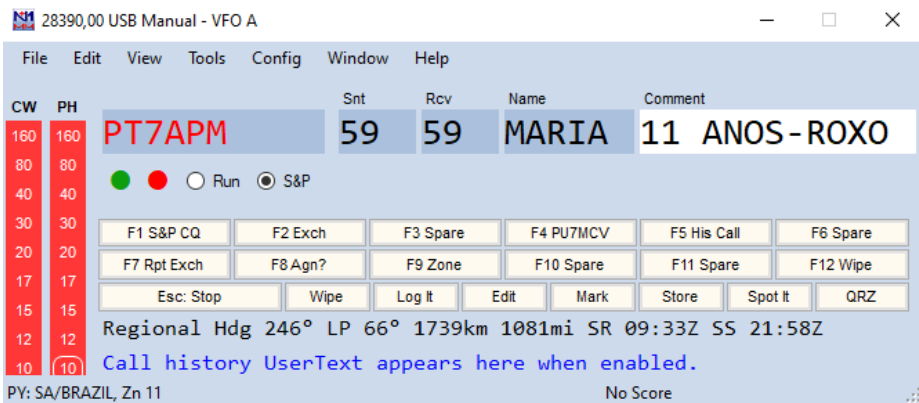 28390,00 USB Manual - VFO A
File Edit View Tools Config Window Help
CW PH Snt Rcv Name Comment
160 160 PT7APM 59 59 MARIA 11 ANOS-ROXO
80 80
Run S&P
40 40
30 30 F1 S&P CQ F2 Exch F3 Spare F4 PU7MCV F5 His Call F6 Spare
20 20 F7 Rpt Exch F8 Agn? F9 Zone F10 Spare F11 Spare F12 Wipe
17 17
15 15 Esc: Stop Wipe Log It Edit Mark Store Spot It QRZ
12 12 Regional Hdg 246° LP 66° 1739km 1081mi SR 09:33Z SS 21:58Z
10 10 Call history UserText appears here when enabled.
PY: SA/BRAZIL, Zn 11 No Score